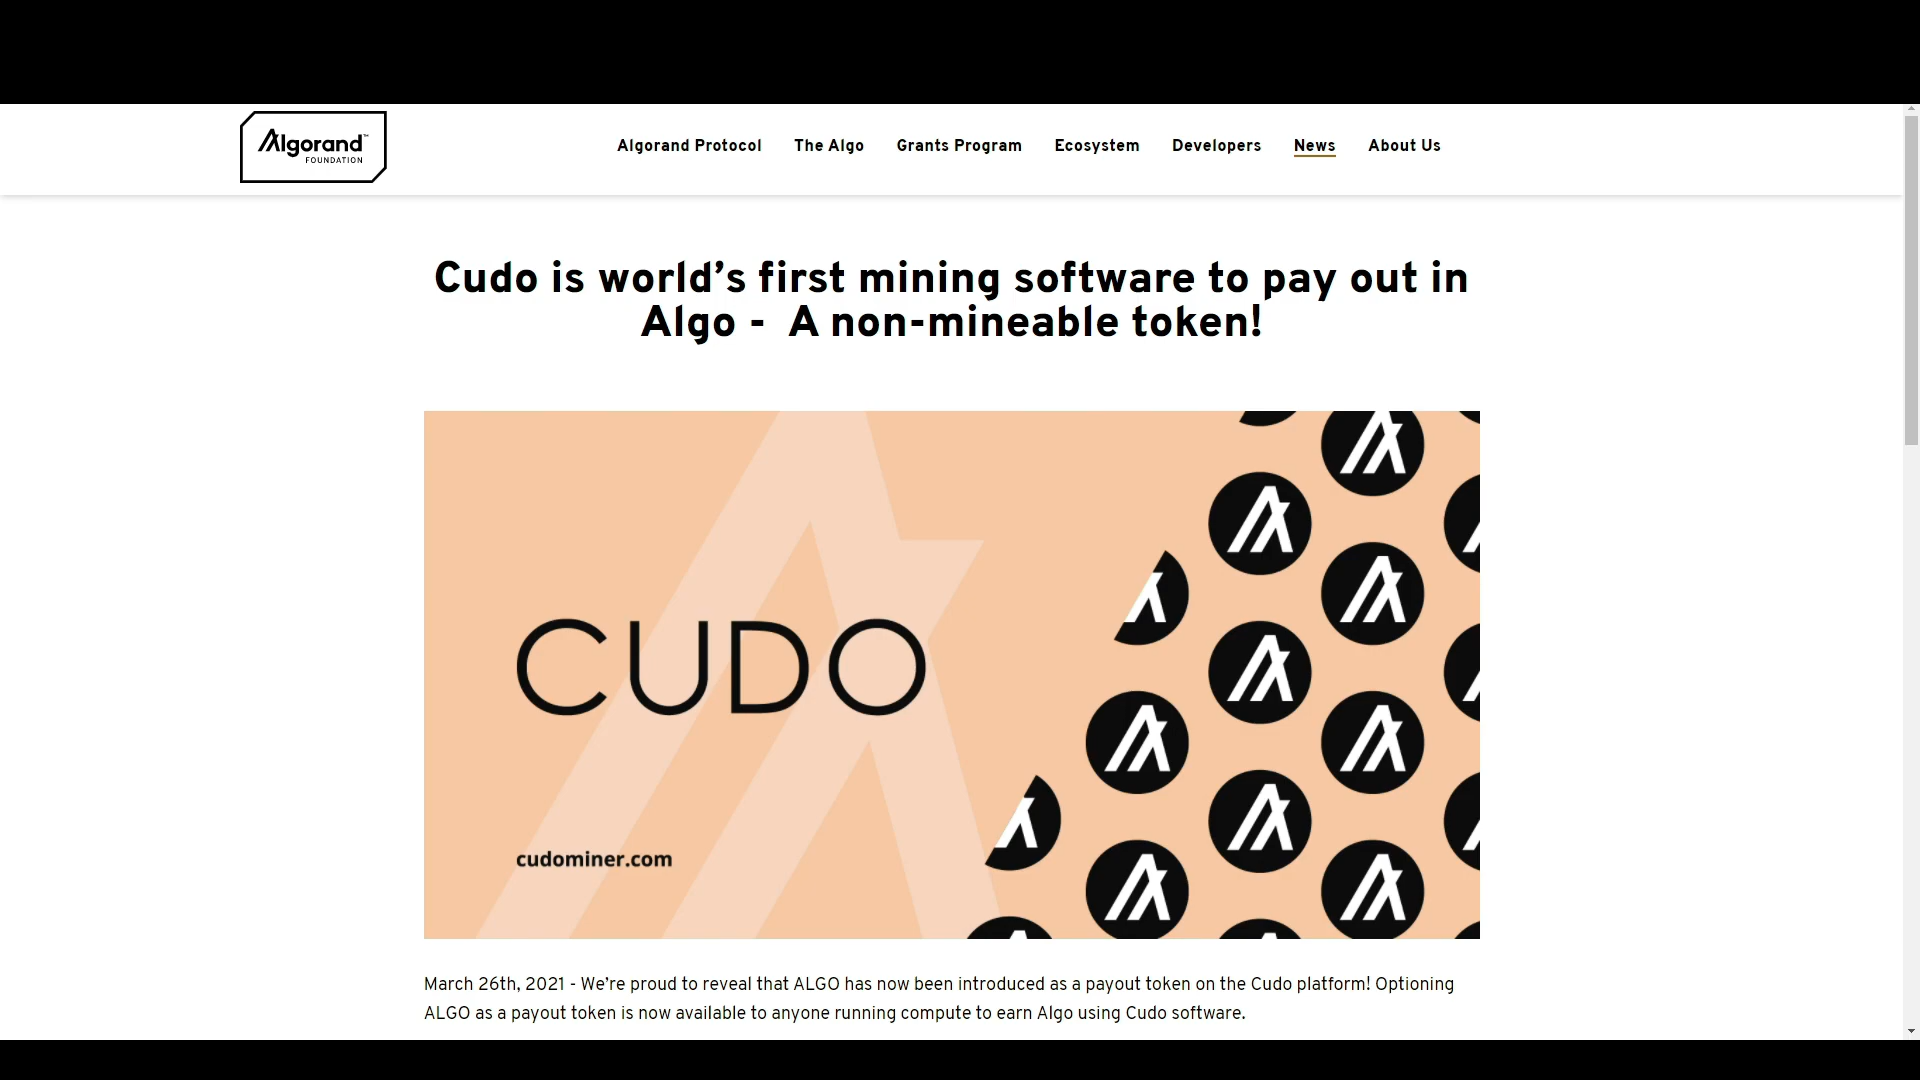 Algorand™
FOUNDATION
Algorand Protocol The Algo Grants Program Ecosystem Developers News About Us
Cudo is world’s first mining software to pay out in
Algo - A non-mineable token!
CUDO
cudominer.com
March 26th, 2021 - We’re proud to reveal that ALGO has now been introduced as a payout token on the Cudo platform! Optioning
ALGO as a payout token is now available to anyone running compute to earn Algo using Cudo software.